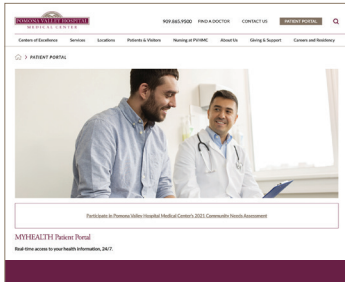 POMONA VALLEY HOSPITAL
MEDICAL CENTER
909.865.9500 FIND A DOCTOR CONTACT US PATIENT PORTAL
Centers of Excellence Services Locations Patients & Visitors Nursing at PVHMC About Us Giving & Support Careers and Residency
> PATIENT PORTAL
Participate in Pomona Valley Hospital Medical Center's 2021 Community Needs Assessment
MYHEALTH Patient Portal
Real-time access to your health information, 24/7.